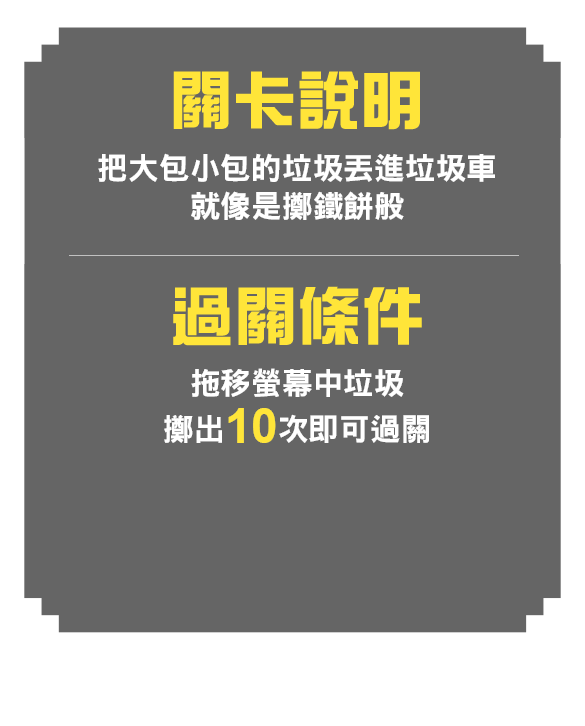 關卡說明
把大包小包的垃圾丟進垃圾車
就像是擲鐵餅般
過關條件
拖移螢幕中垃圾
擲出10次即可過關